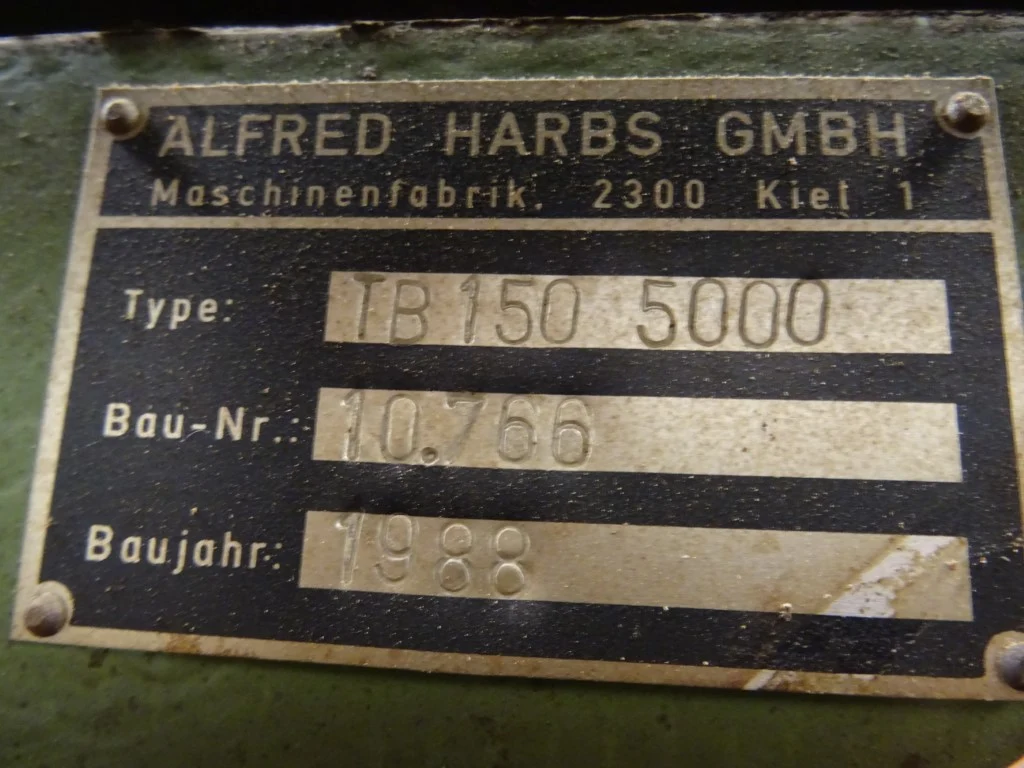 ALFRED HARBS GMBH
Maschinenfabrik. 2300 Kiel 1
Type: TB 150 5000
Bau-Nr.: 10.766
Baujahr: 1988